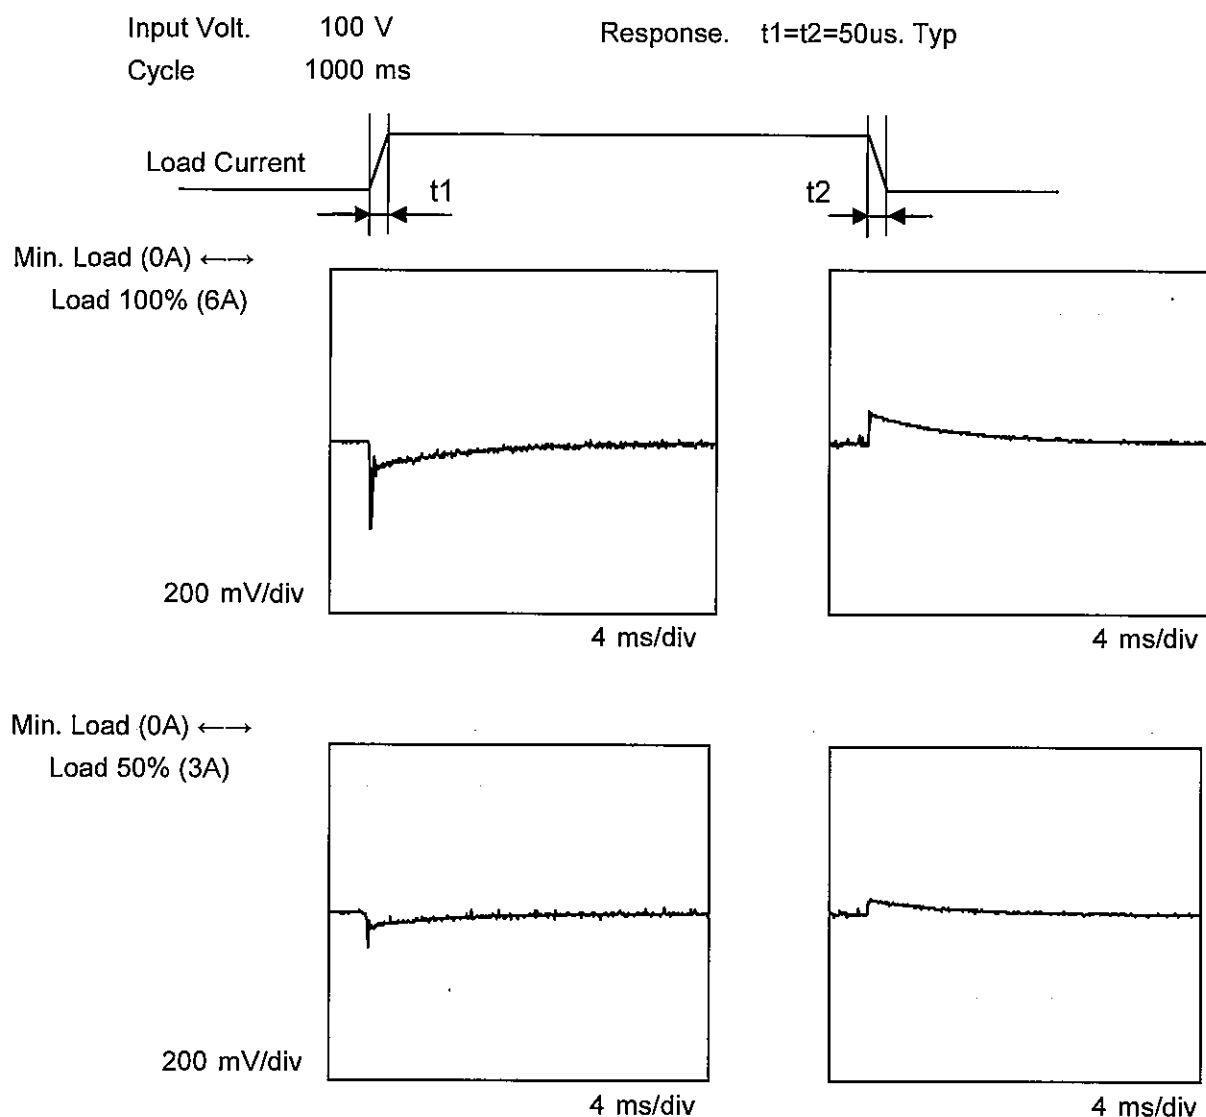 Input Volt. 100 V
Response. t1=t2=50us. Typ
Cycle 1000 ms
Load Current
t1
t2
Min. Load (0A) ←→
Load 100% (6A)
200 mV/div
4 ms/div
4 ms/div
Min. Load (0A) ←→
Load 50% (3A)
200 mV/div
4 ms/div
4 ms/div